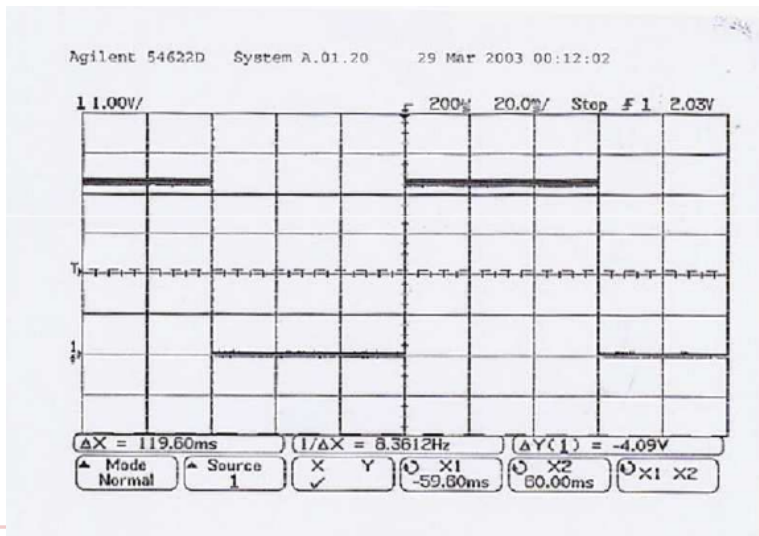 Agilent 54622D System A.01.20 29 Mar 2003 00:12:02
1 1.00V/ 200 20.0 / Stop 1 2.03V
T
1
ΔX = 119.60ms 1/ΔX = 8.3612Hz ΔY(1) = -4.09V
Mode Source X Y X1 X2 X1 X2
Normal 1 ✓ -59.60ms 60.00ms